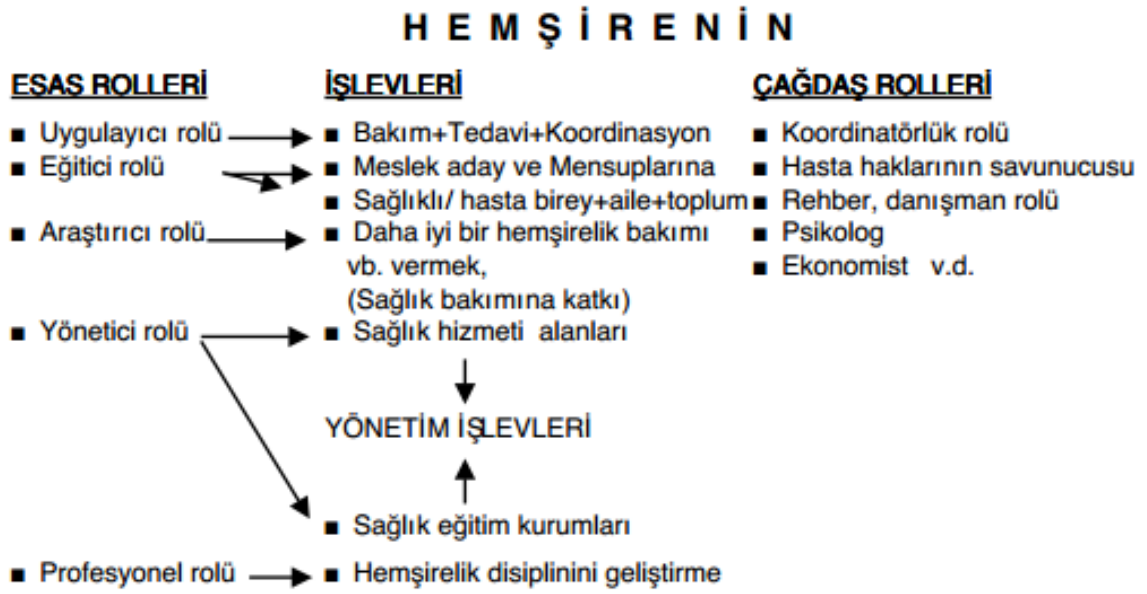 H E M Ş İ R E N İ N
ESAS ROLLERİ
■ Uygulayıcı rolü
■ Eğitici rolü
■ Araştırıcı rolü
■ Yönetici rolü
■ Profesyonel rolü
İŞLEVLERİ
■ Bakım+Tedavi+Koordinasyon
■ Meslek aday ve Mensuplarına
■ Sağlıklı/ hasta birey+aile+toplum
■ Daha iyi bir hemşirelik bakımı
vb. vermek,
(Sağlık bakımına katkı)
■ Sağlık hizmeti alanları
YÖNETİM İŞLEVLERİ
■ Sağlık eğitim kurumları
■ Hemşirelik disiplinini geliştirme
ÇAĞDAŞ ROLLERİ
■ Koordinatörlük rolü
■ Hasta haklarının savunucusu
■ Rehber, danışman rolü
■ Psikolog
■ Ekonomist v.d.